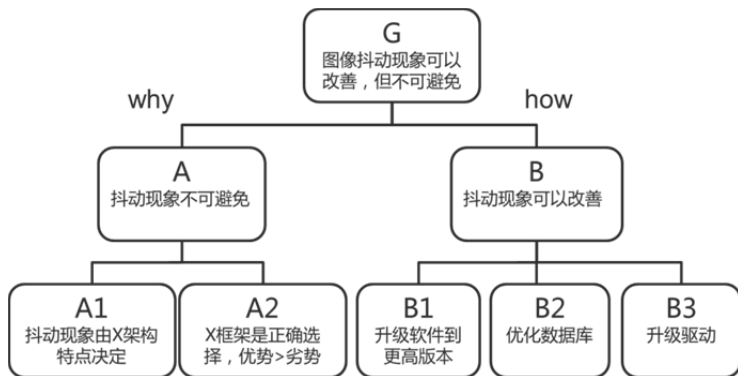 G
图像抖动现象可以
改善，但不可避免
why
how
A
抖动现象不可避免
B
抖动现象可以改善
A1
抖动现象由X架构
特点决定
A2
X框架是正确选
择，优势>劣势
B1
升级软件到
更高版本
B2
优化数据库
B3
升级驱动